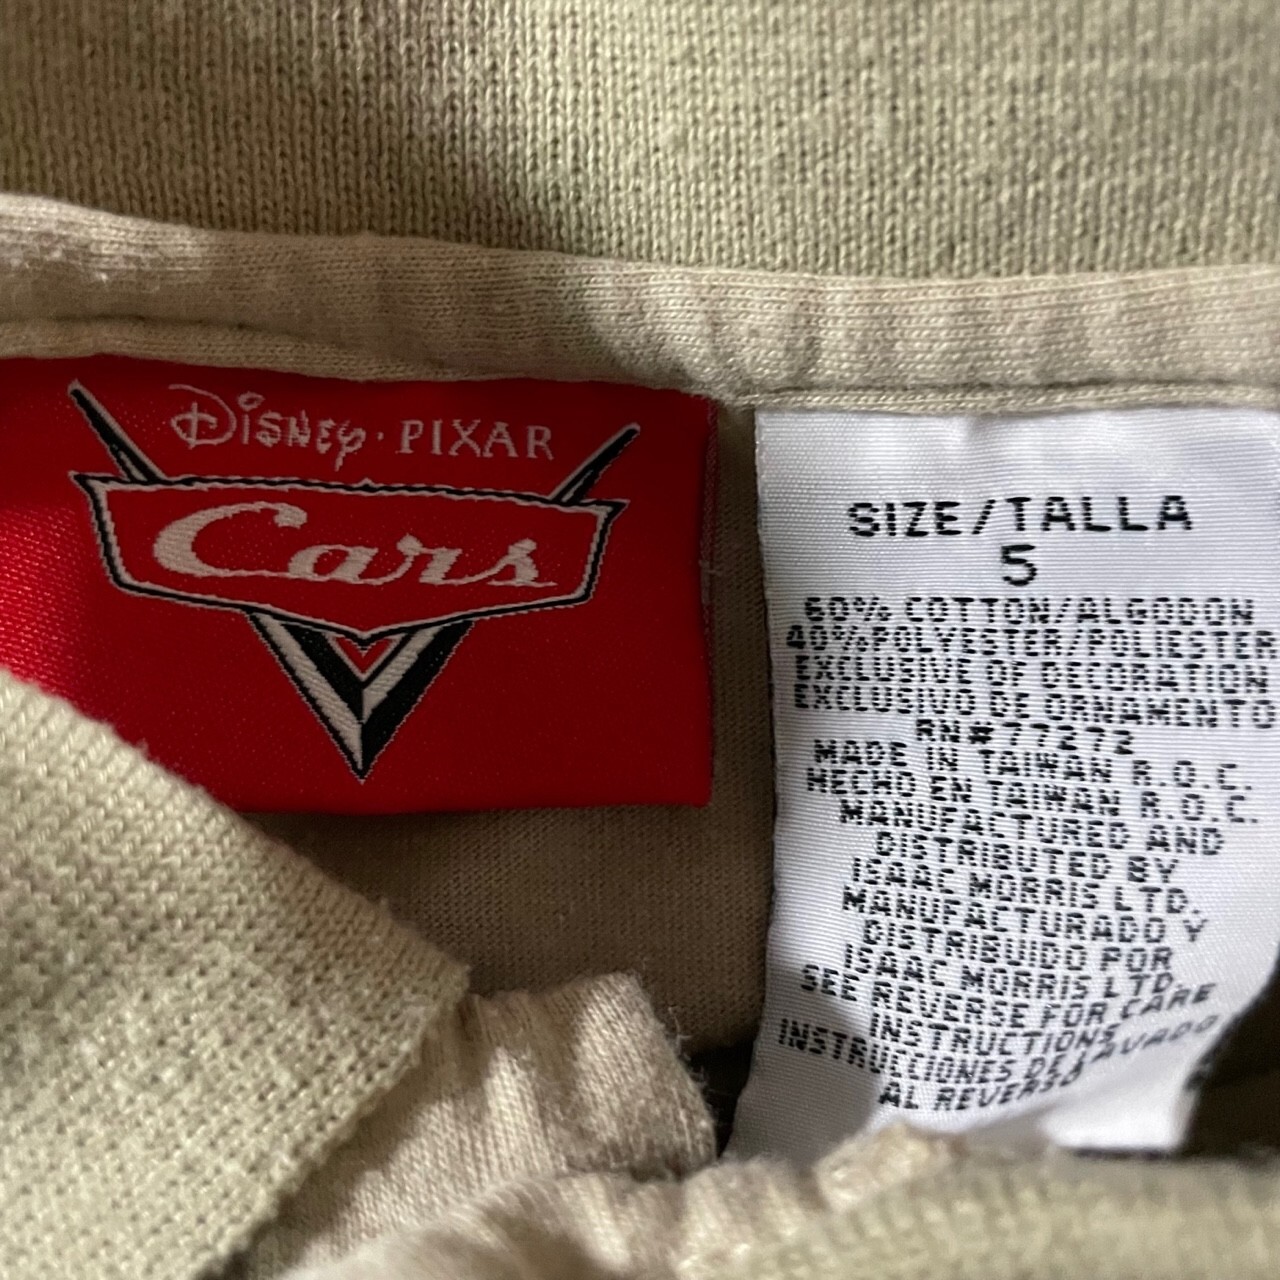 Disney · PIXAR
Cars
SIZE/TALLA
5
60% COTTON/ALGODON
40%POLYESTER/POLIESTER
EXCLUSIVE OF DECORATION
EXCLUSIVO DE ORNAMENTO
RN#77272
MADE IN TAIWAN R.O.C.
HECHO EN TAIWAN R.O.C.
MANUFACTURED AND
DISTRIBUTED BY
ISAAC MORRIS LTD.
MANUFACTURADO Y
DISTRIBUIDO POR
ISAAC MORRIS LTD.
SEE REVERSE FOR CARE
INSTRUCTIONS
INSTRUCCIONES DE LAVADO
AL REVERSO